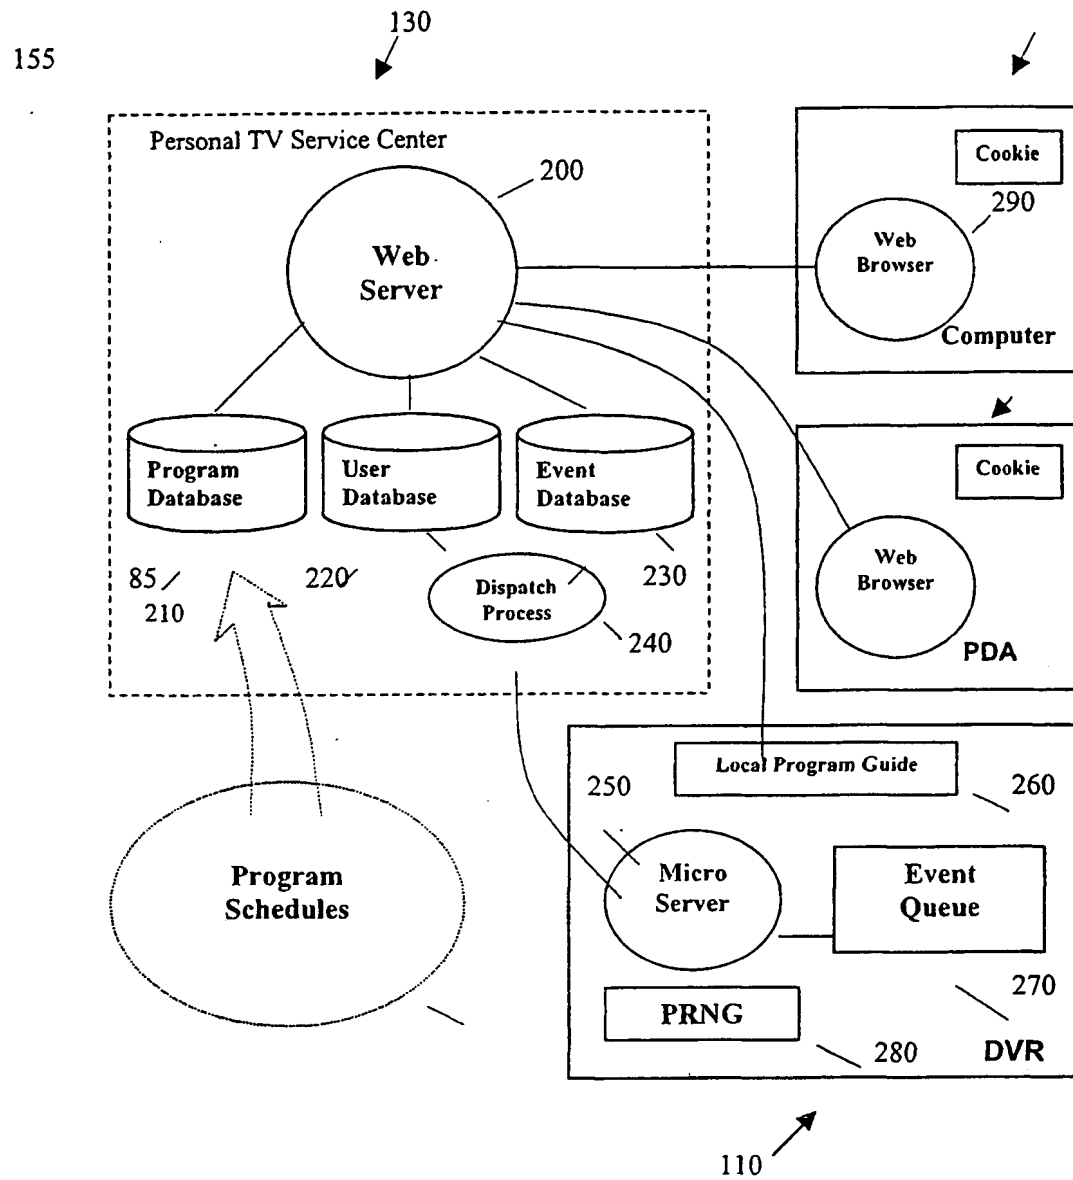 130
155
Personal TV Service Center
200
Web
Server
Cookie
290
Web
Browser
Computer
Program
Database
User
Database
Event
Database
Cookie
85
210
220
Dispatch
Process
230
240
Web
Browser
PDA
Local Program Guide
250
260
Program
Schedules
Micro
Server
Event
Queue
270
PRNG
280
DVR
110